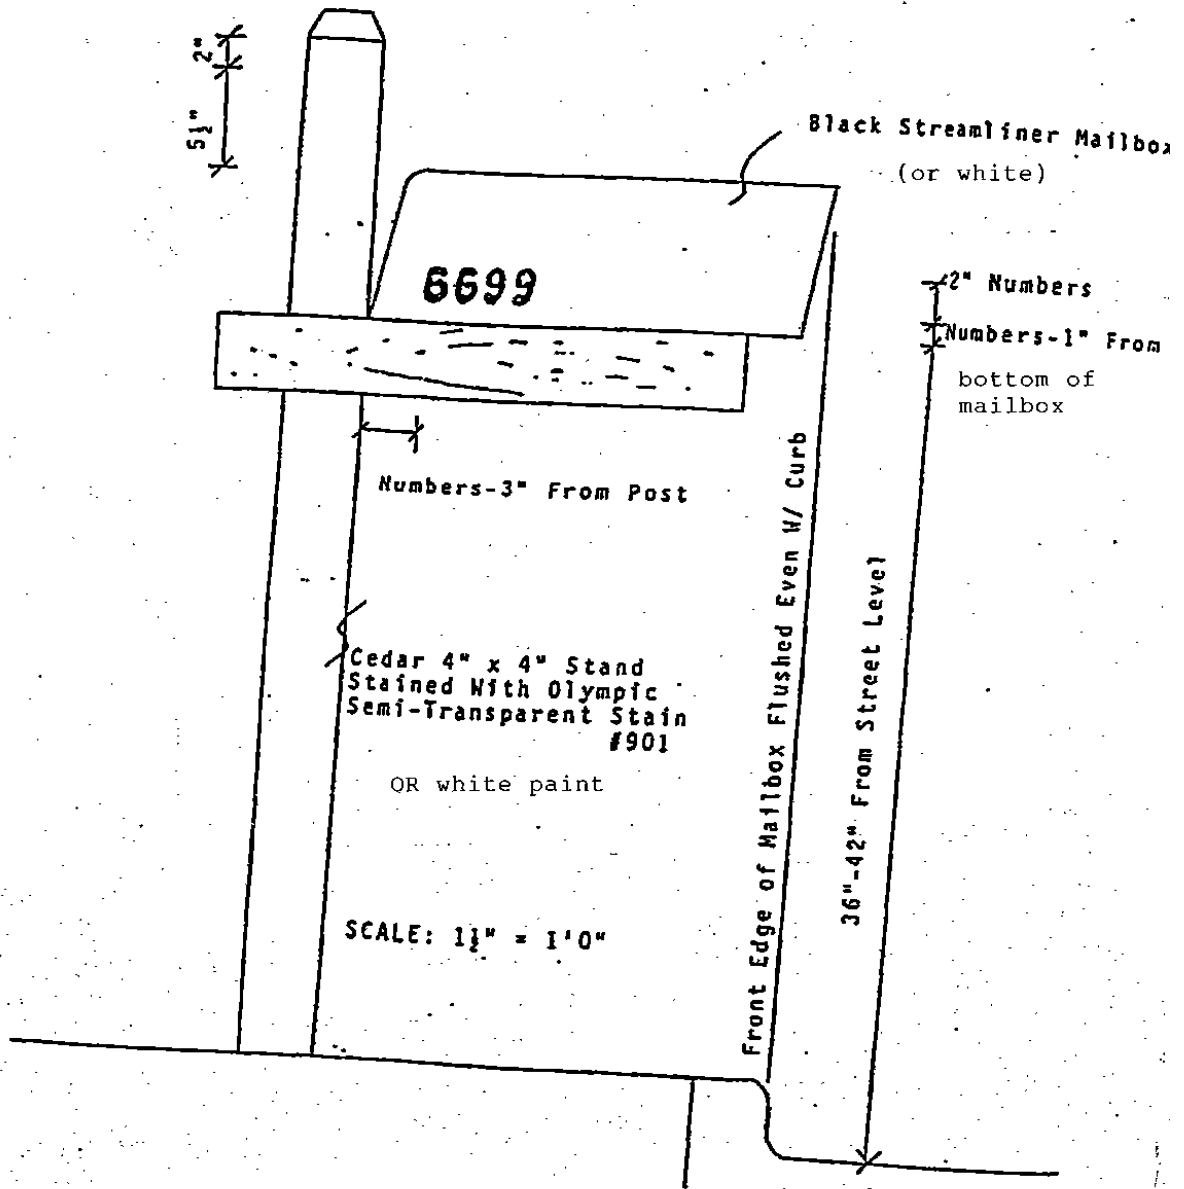 2"
5½"
Black Streamliner Mailbox
(or white)
6699
2" Numbers
Numbers-1" From
bottom of
mailbox
Numbers-3" From Post
Cedar 4" x 4" Stand
Stained With Olympic
Semi-Transparent Stain
#901
OR white paint
Front Edge of Mailbox Flushed Even W/ Curb
36"-42" From Street Level
SCALE: 1½" = 1'0"